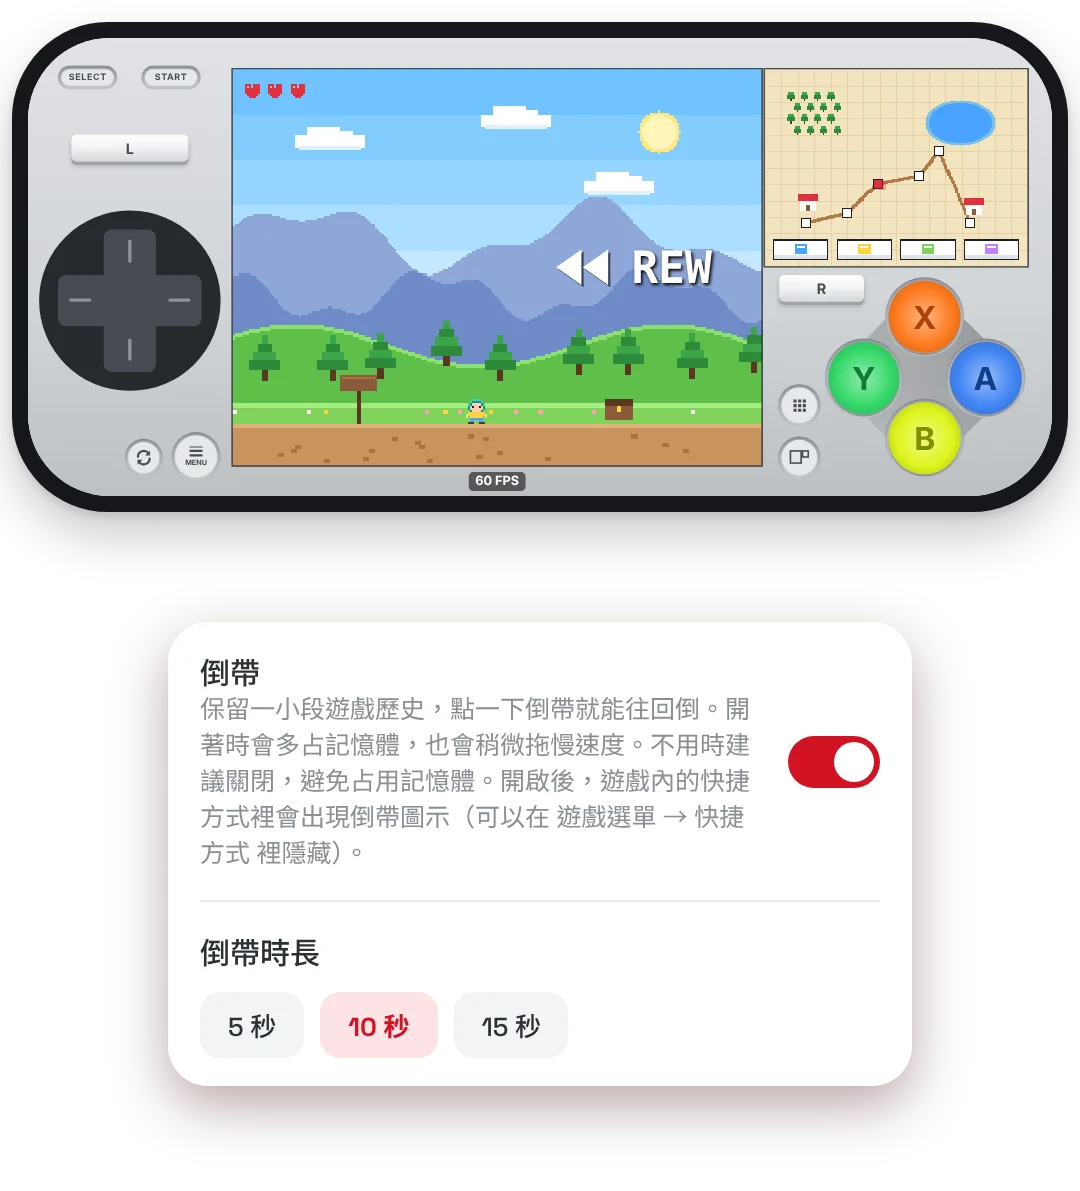 SELECT
START
L
REW
R
X
Y
A
B
MENU
60 FPS
倒帶
保留一小段遊戲歷史，點一下倒帶就能往回倒。開
著時會多占記憶體，也會稍微拖慢速度。不用時建
議關閉，避免占用記憶體。開啟後，遊戲內的快捷
方式裡會出現倒帶圖示（可以在 遊戲選單 → 快捷
方式 裡隱藏）。
倒帶時長
5 秒
10 秒
15 秒